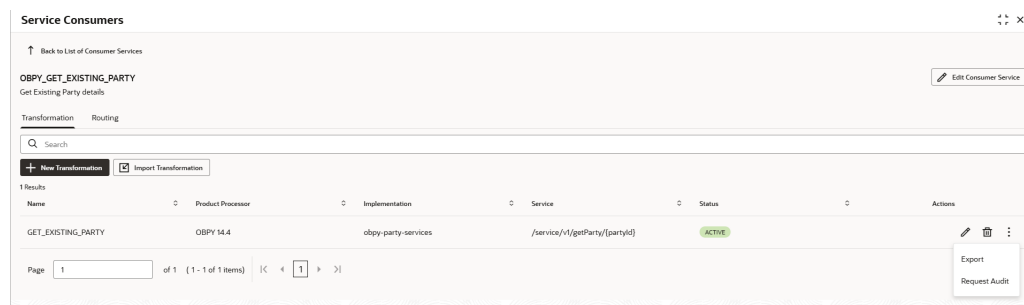 Service Consumers
Back to List of Consumer Services
OBPY_GET_EXISTING_PARTY
Edit Consumer Service
Get Existing Party details
Transformation Routing
Search
New Transformation Import Transformation
1 Results
Name Product Processor Implementation Service Status Actions
GET_EXISTING_PARTY OBPY 14.4 obpy-party-services /service/v1/getParty/{partyId} ACTIVE
Export
Page 1 of 1 (1 - 1 of 1 items) 1
Request Audit